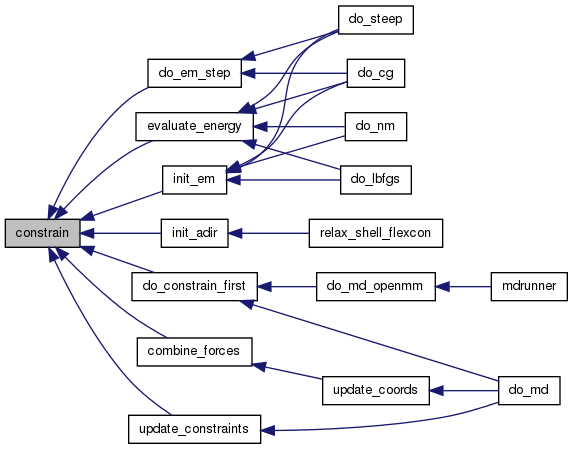 do_steep
do_em_step
do_cg
evaluate_energy
do_nm
init_em
do_lbfgs
constrain
init_adir
relax_shell_flexcon
do_constrain_first
do_md_openmm
mdrunner
combine_forces
update_coords
do_md
update_constraints